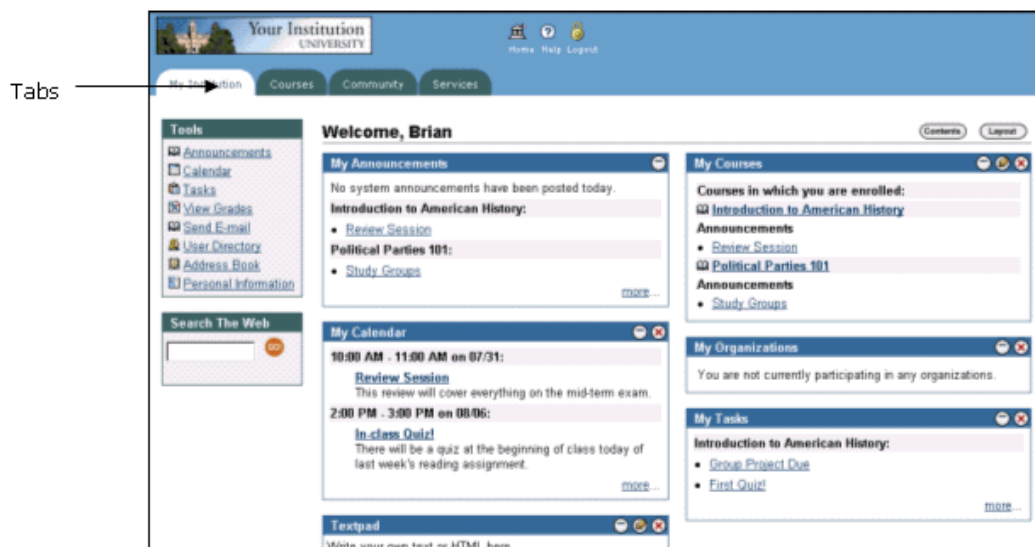 Your Institution
UNIVERSITY
Home Help Logout
Tabs
My Institution
Courses
Community
Services
Tools
Announcements
Calendar
Tasks
View Grades
Send E-mail
User Directory
Address Book
Personal Information
Search The Web
GO!
Welcome, Brian
Contents
Layout
My Announcements
No system announcements have been posted today.
Introduction to American History:
• Review Session
Political Parties 101:
• Study Groups
more...
My Calendar
10:00 AM - 11:00 AM on 07/31:
Review Session
This review will cover everything on the mid-term exam.
2:00 PM - 3:00 PM on 08/06:
In-class Quiz!
There will be a quiz at the beginning of class today of
last week's reading assignment.
more...
Textpad
Write your own text or HTML here
My Courses
Courses in which you are enrolled:
Introduction to American History
Announcements
• Review Session
Political Parties 101
Announcements
• Study Groups
My Organizations
You are not currently participating in any organizations.
My Tasks
Introduction to American History:
• Group Project Due
• First Quiz!
more...